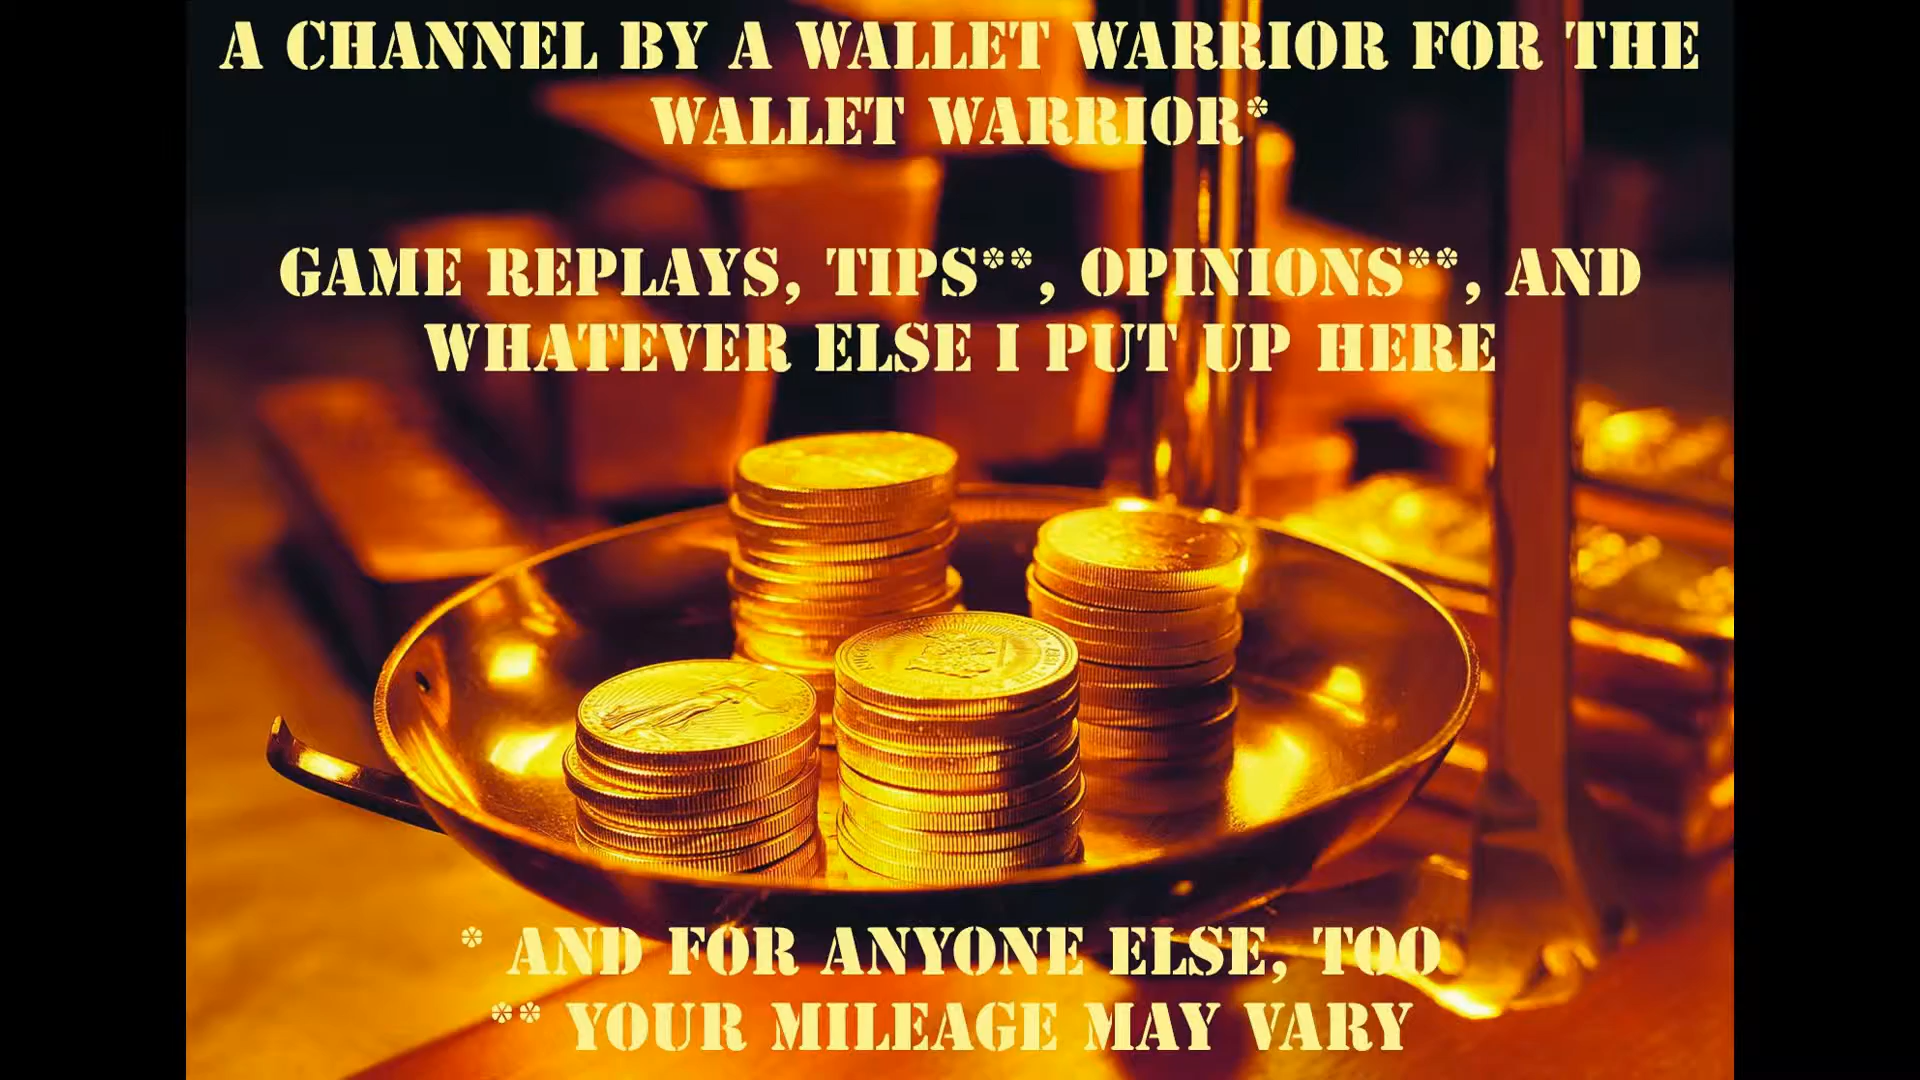 A CHANNEL BY A WALLET WARRIOR FOR THE
WALLET WARRIOR*
GAME REPLAYS, TIPS**, OPINIONS**, AND
WHATEVER ELSE I PUT UP HERE
* AND FOR ANYONE ELSE, TOO
** YOUR MILEAGE MAY VARY